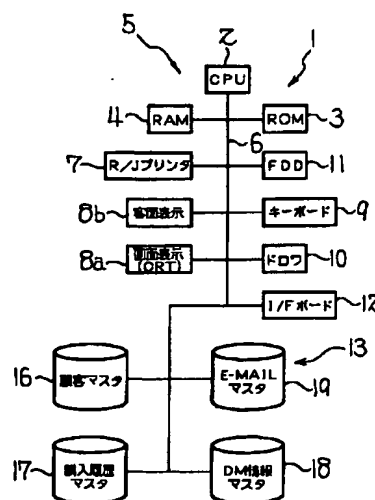 5
2
1
CPU
4
RAM
ROM
3
6
7
R/Jプリンタ
FDD
11
8b
客面表示
キーボード
9
8a
画面表示
(CRT)
ドロワ
10
I/Fボード
12
13
16
顧客マスタ
E-MAIL
マスタ
19
17
購入履歴
マスタ
DM情報
マスタ
18